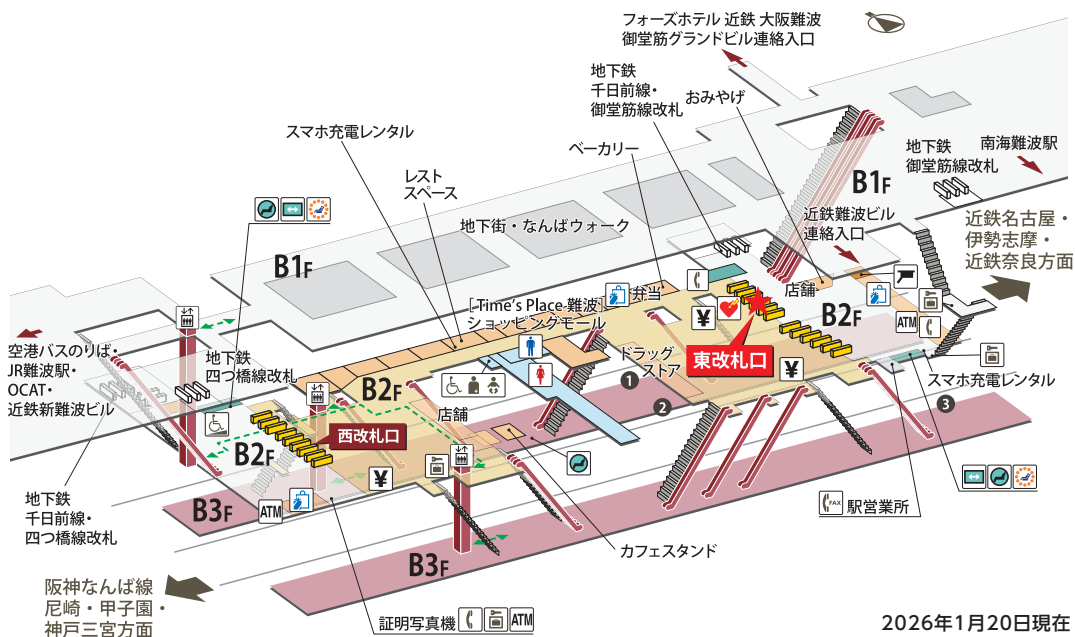 フォーズホテル 近鉄 大阪難波
御堂筋グランドビル連絡入口
地下鉄
千日前線・
御堂筋線改札
おみやげ
スマホ充電レンタル
ベーカリー
地下鉄
御堂筋線改札
南海難波駅
レスト
スペース
B1F
地下街・なんばウォーク
近鉄難波ビル
連絡入口
近鉄名古屋・
伊勢志摩・
近鉄奈良方面
B1F
弁当
店舗
[Time's Place 難波]
ショッピングモール
¥
B2F
ATM
空港バスのりば・
JR難波駅・
OCAT・
近鉄新難波ビル
地下鉄
四つ橋線改札
ドラッグ
ストア
東改札口
¥
スマホ充電レンタル
B2F
1
2
3
店舗
西改札口
B2F
¥
地下鉄
千日前線・
四つ橋線改札
B3F
ATM
FAX
駅営業所
カフェスタンド
B3F
阪神なんば線
尼崎・甲子園・
神戸三宮方面
証明写真機
ATM
2026年1月20日現在